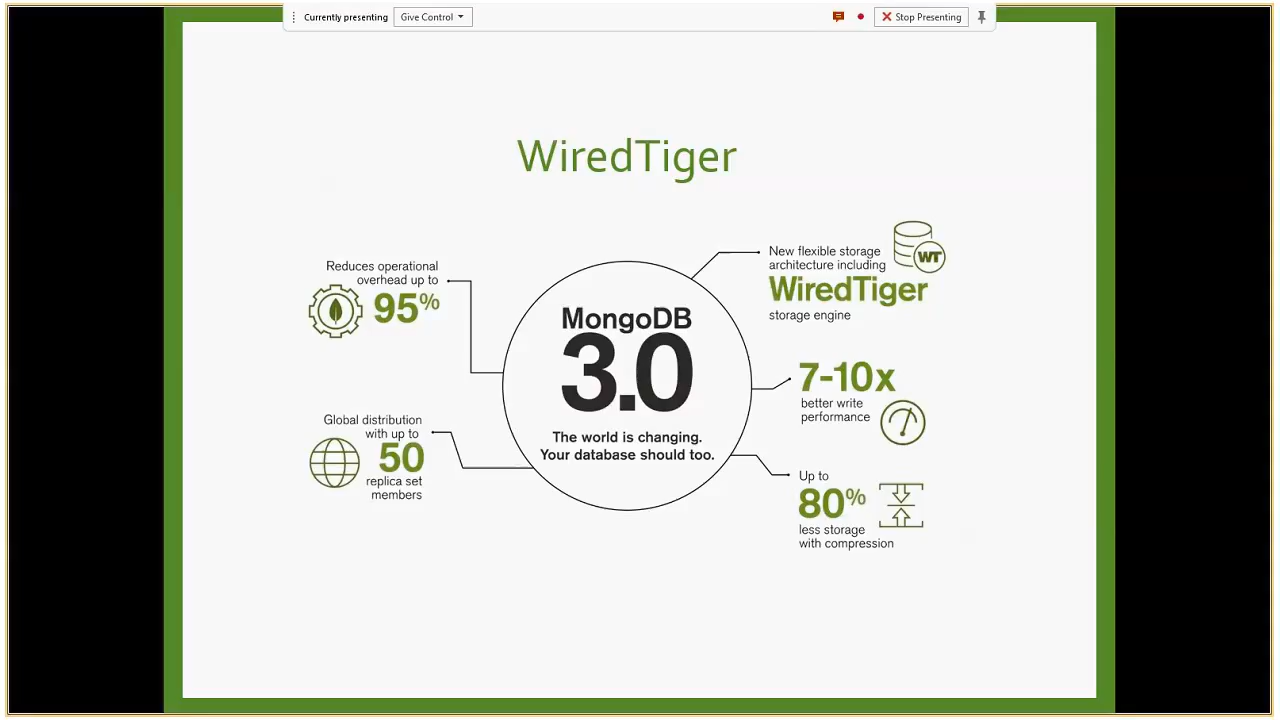 Currently presenting
Give Control
Stop Presenting
WiredTiger
Reduces operational
overhead up to
95%
Global distribution
with up to
50
replica set
members
MongoDB
3.0
The world is changing.
Your database should too.
New flexible storage
architecture including
WiredTiger
storage engine
WT
7-10x
better write
performance
Up to
80%
less storage
with compression